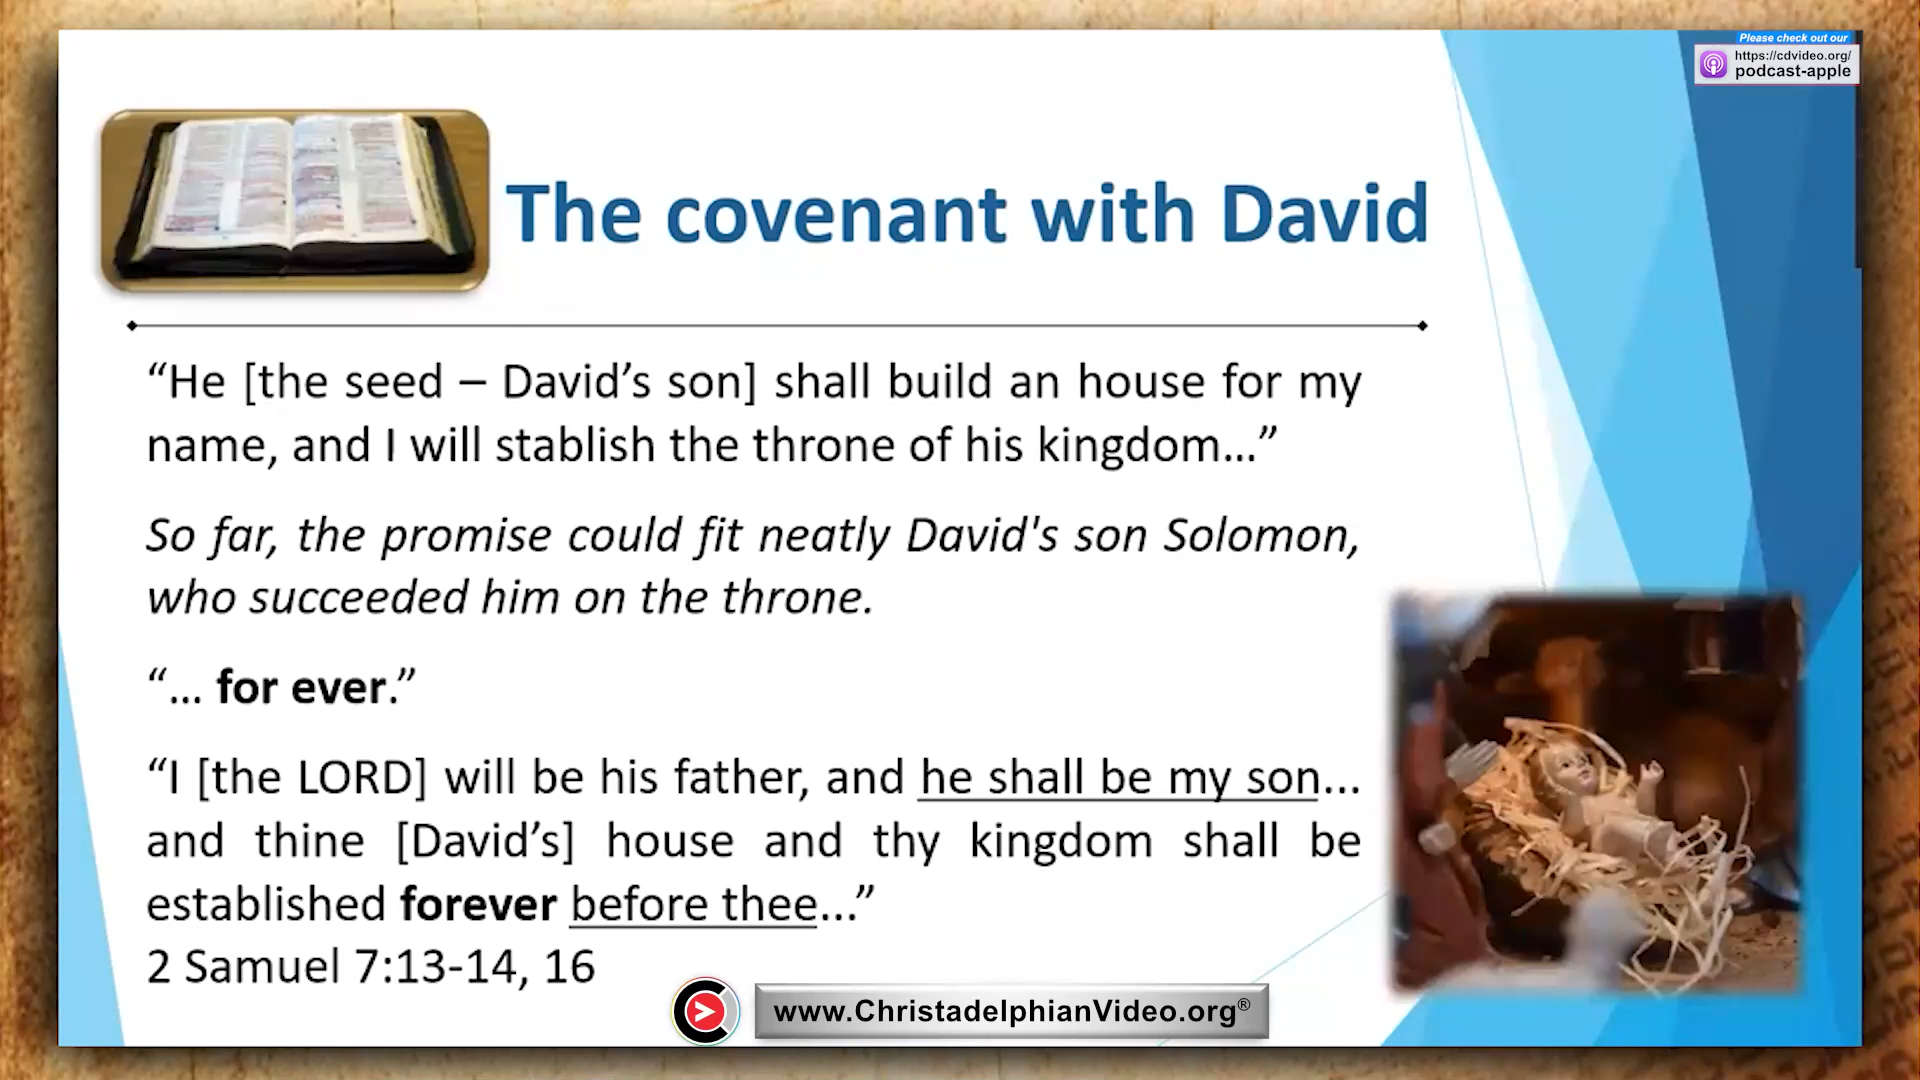 Please check out our
https://cdvideo.org/
podcast-apple
The covenant with David
“He [the seed – David’s son] shall build an house for my
name, and I will stablish the throne of his kingdom...”
So far, the promise could fit neatly David's son Solomon,
who succeeded him on the throne.
“... for ever.”
“I [the LORD] will be his father, and he shall be my son...
and thine [David’s] house and thy kingdom shall be
established forever before thee...”
2 Samuel 7:13-14, 16
www.ChristadelphianVideo.org®